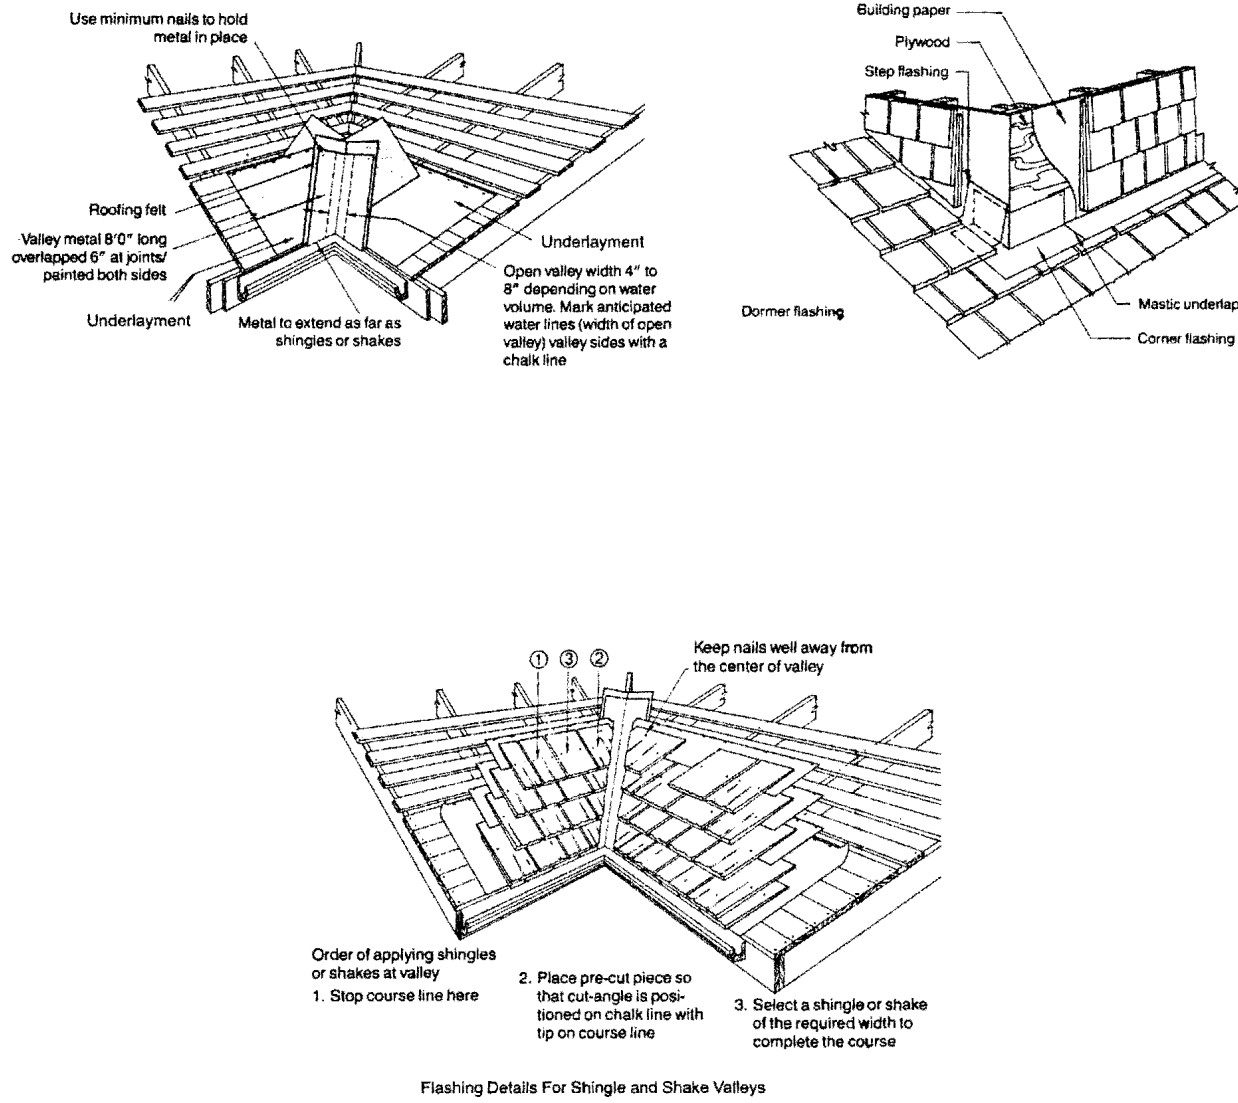 Use minimum nails to hold
metal in place
Roofing felt
Valley metal 8'0" long
overlapped 6" at joints/
painted both sides
Underlayment
Metal to extend as far as
shingles or shakes
Underlayment
Open valley width 4" to
8" depending on water
volume. Mark anticipated
water lines (width of open
valley) valley sides with a
chalk line
Building paper
Plywood
Step flashing
Dormer flashing
Mastic underlap
Corner flashing
1 3 2
Keep nails well away from
the center of valley
Order of applying shingles
or shakes at valley
1. Stop course line here
2. Place pre-cut piece so
that cut-angle is posi-
tioned on chalk line with
tip on course line
3. Select a shingle or shake
of the required width to
complete the course
Flashing Details For Shingle and Shake Valleys